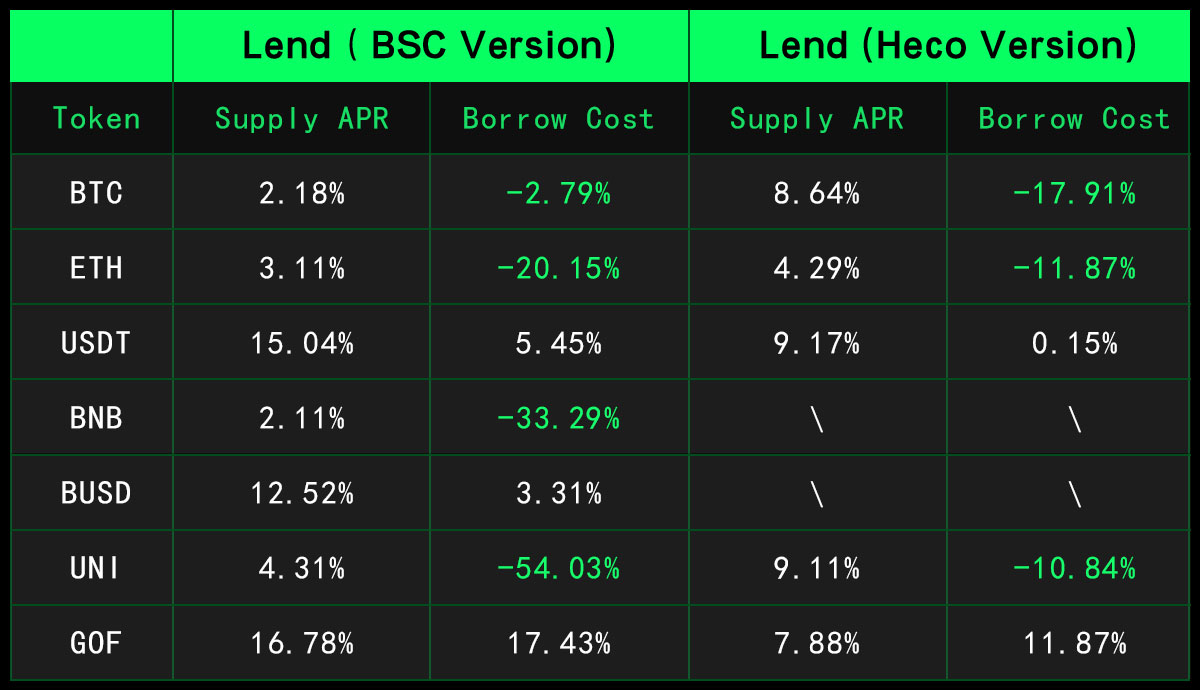 Lend ( BSC Version) Lend (Heco Version)
Token Supply APR Borrow Cost Supply APR Borrow Cost
BTC 2.18% -2.79% 8.64% -17.91%
ETH 3.11% -20.15% 4.29% -11.87%
USDT 15.04% 5.45% 9.17% 0.15%
BNB 2.11% -33.29% \ \
BUSD 12.52% 3.31% \ \
UNI 4.31% -54.03% 9.11% -10.84%
GOF 16.78% 17.43% 7.88% 11.87%